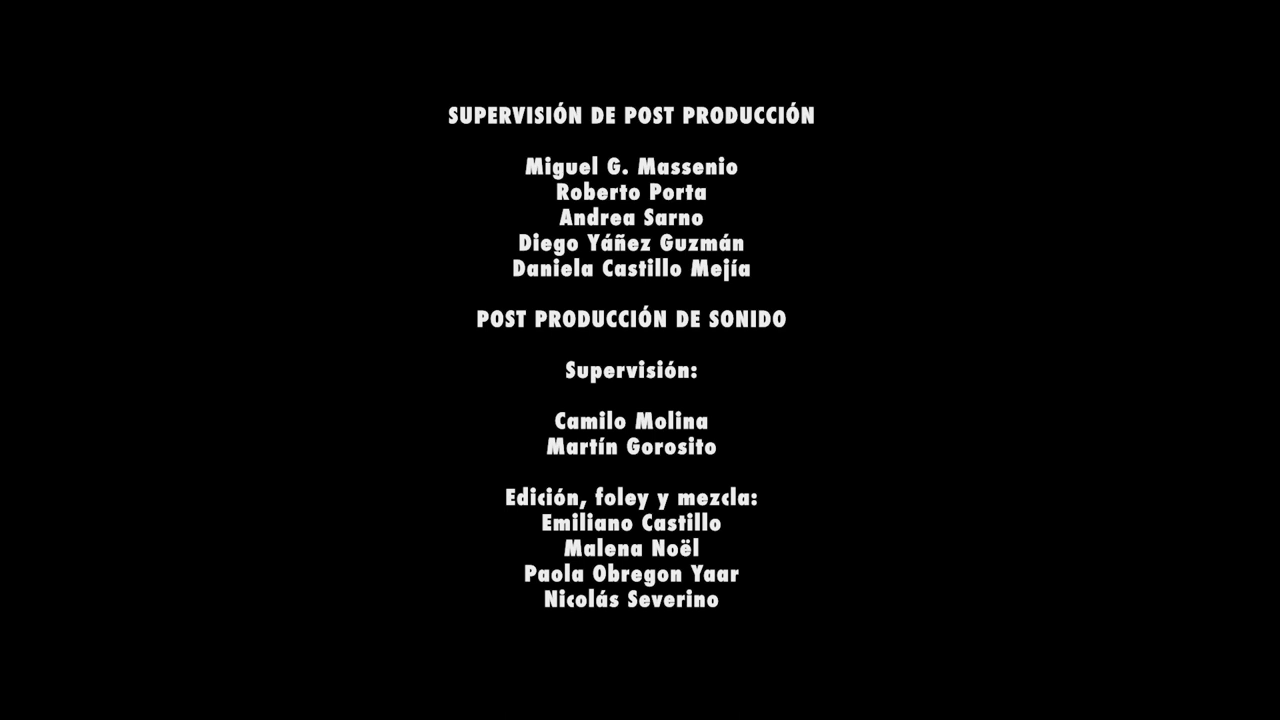 SUPERVISIÓN DE POST PRODUCCIÓN
Miguel G. Massenio
Roberto Porta
Andrea Sarno
Diego Yáñez Guzmán
Daniela Castillo Mejía
POST PRODUCCIÓN DE SONIDO
Supervisión:
Camilo Molina
Martín Gorosito
Edición, foley y mezcla:
Emiliano Castillo
Malena Noël
Paola Obregon Yaar
Nicolás Severino